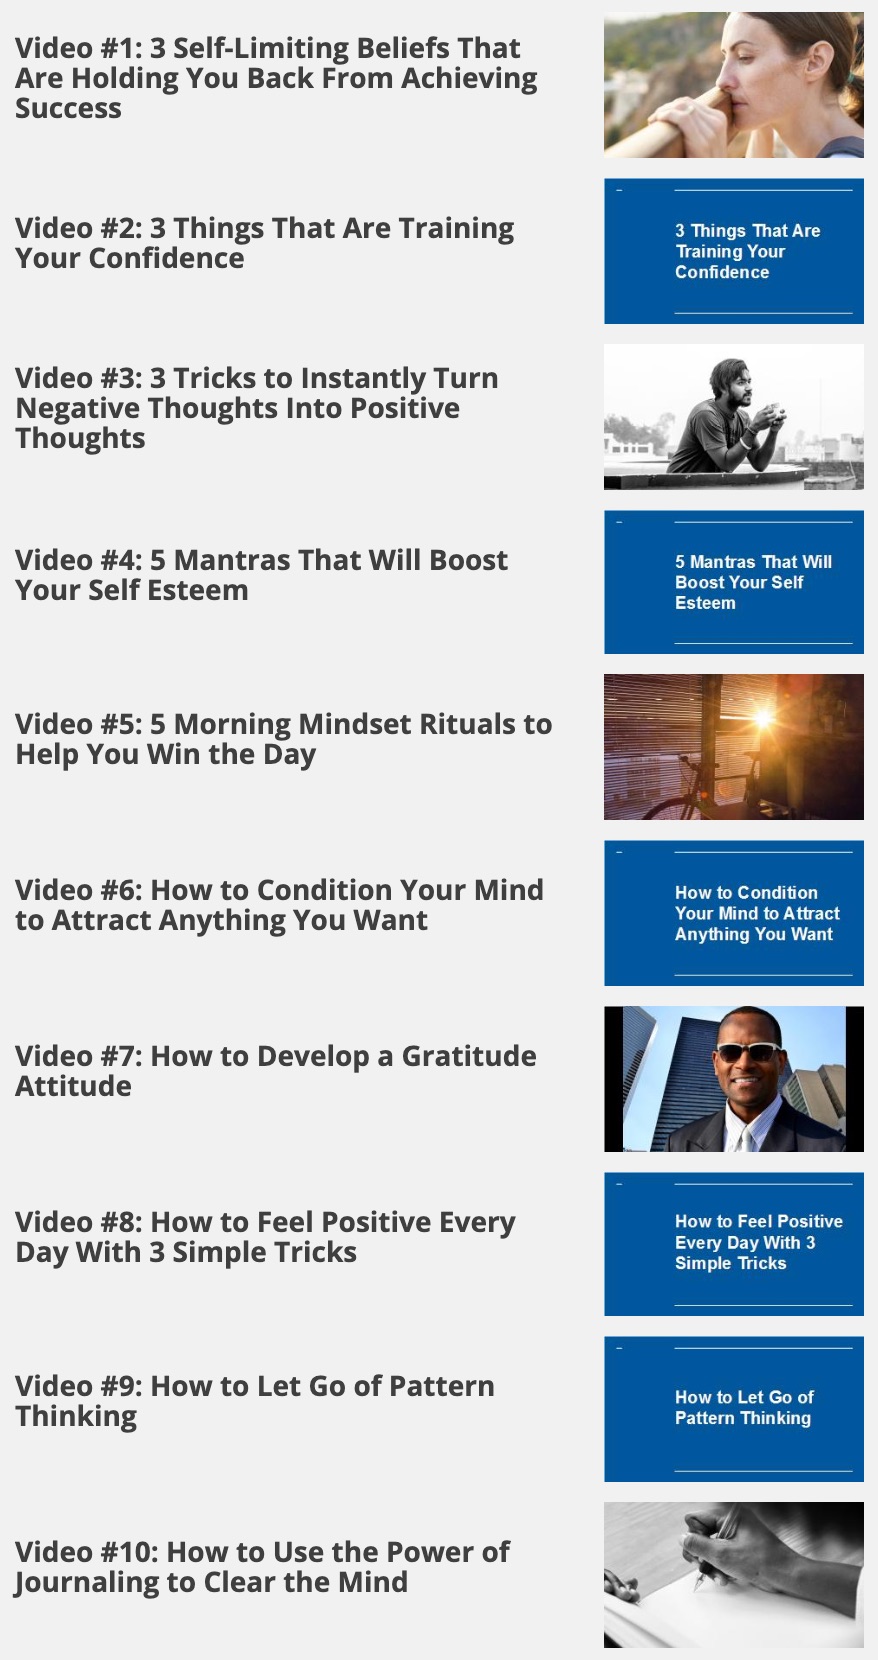 Video #1: 3 Self-Limiting Beliefs That
Are Holding You Back From Achieving
Success
Video #2: 3 Things That Are Training
Your Confidence
3 Things That Are
Training Your
Confidence
Video #3: 3 Tricks to Instantly Turn
Negative Thoughts Into Positive
Thoughts
Video #4: 5 Mantras That Will Boost
Your Self Esteem
5 Mantras That Will
Boost Your Self
Esteem
Video #5: 5 Morning Mindset Rituals to
Help You Win the Day
Video #6: How to Condition Your Mind
to Attract Anything You Want
How to Condition
Your Mind to Attract
Anything You Want
Video #7: How to Develop a Gratitude
Attitude
Video #8: How to Feel Positive Every
Day With 3 Simple Tricks
How to Feel Positive
Every Day With 3
Simple Tricks
Video #9: How to Let Go of Pattern
Thinking
How to Let Go of
Pattern Thinking
Video #10: How to Use the Power of
Journaling to Clear the Mind